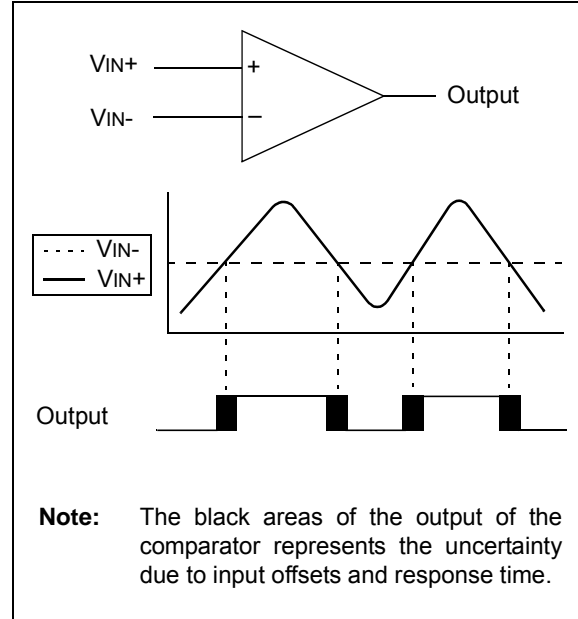 VIN+
+
Output
VIN-
–
VIN-
VIN+
Output
Note: The black areas of the output of the
comparator represents the uncertainty
due to input offsets and response time.